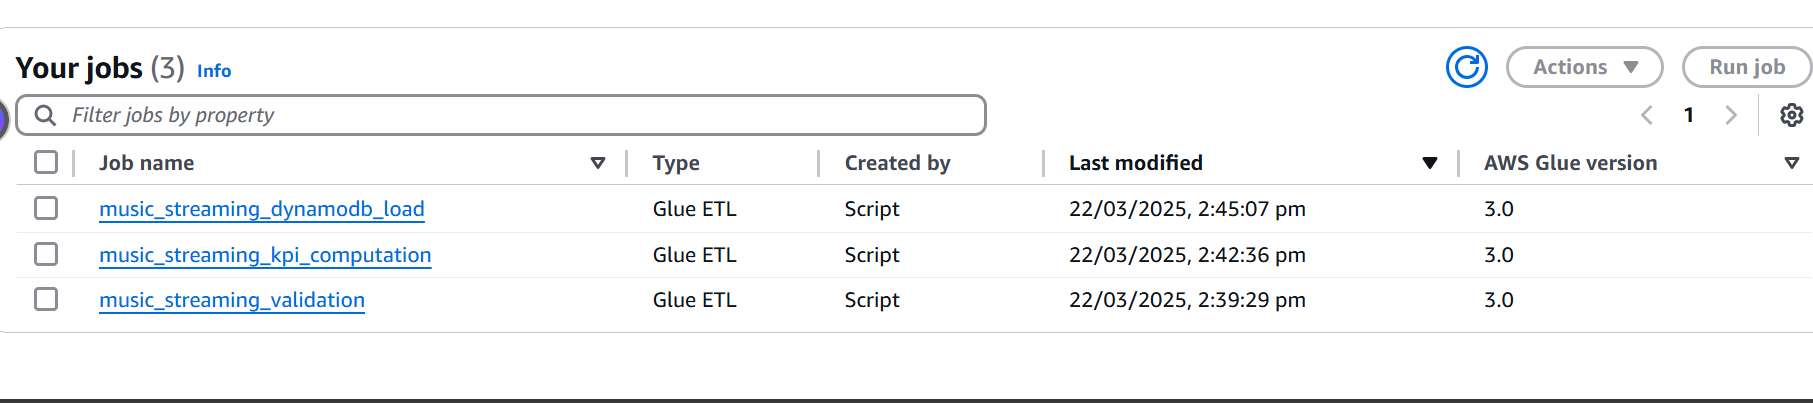 Your jobs (3) Info
Actions Run job
Filter jobs by property
1
Job name Type Created by Last modified AWS Glue version
music_streaming_dynamodb_load Glue ETL Script 22/03/2025, 2:45:07 pm 3.0
music_streaming_kpi_computation Glue ETL Script 22/03/2025, 2:42:36 pm 3.0
music_streaming_validation Glue ETL Script 22/03/2025, 2:39:29 pm 3.0